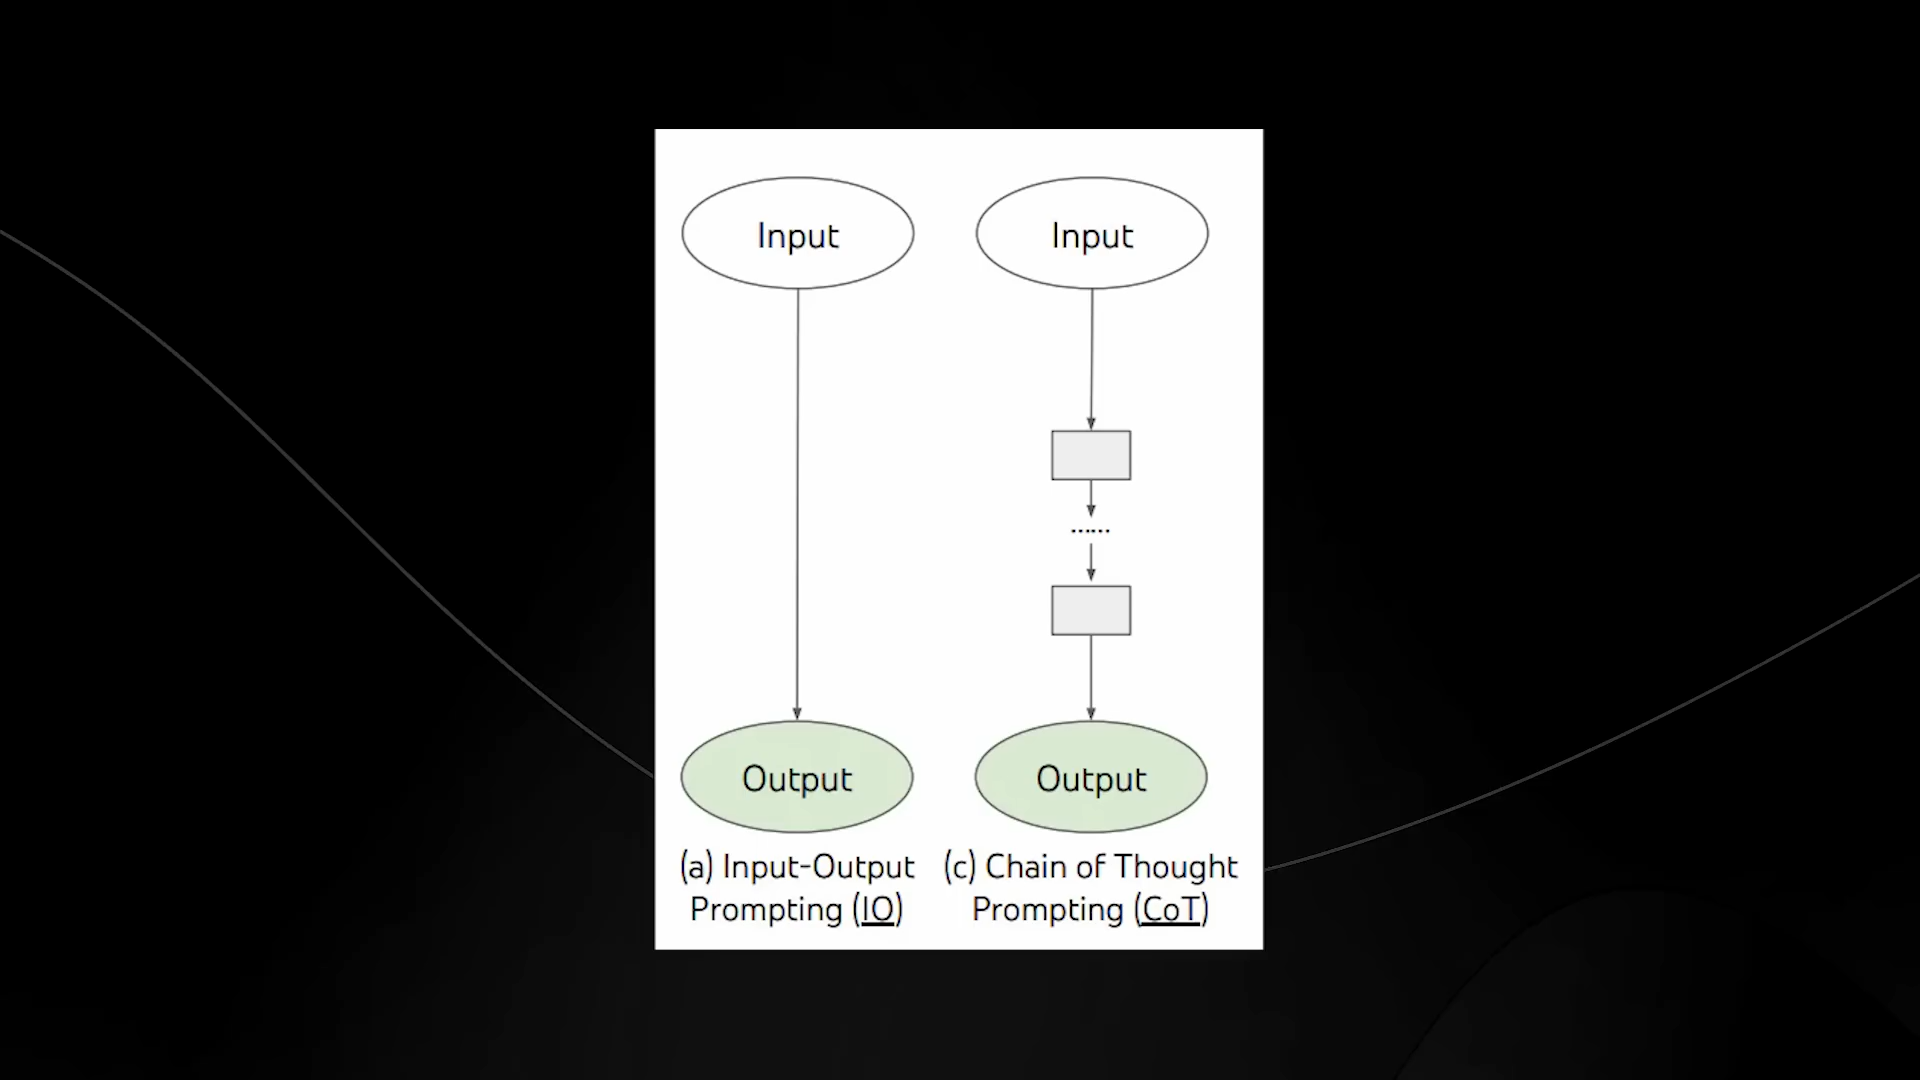 Input
Output
(a) Input-Output
Prompting (IO)
Input
......
Output
(c) Chain of Thought
Prompting (CoT)